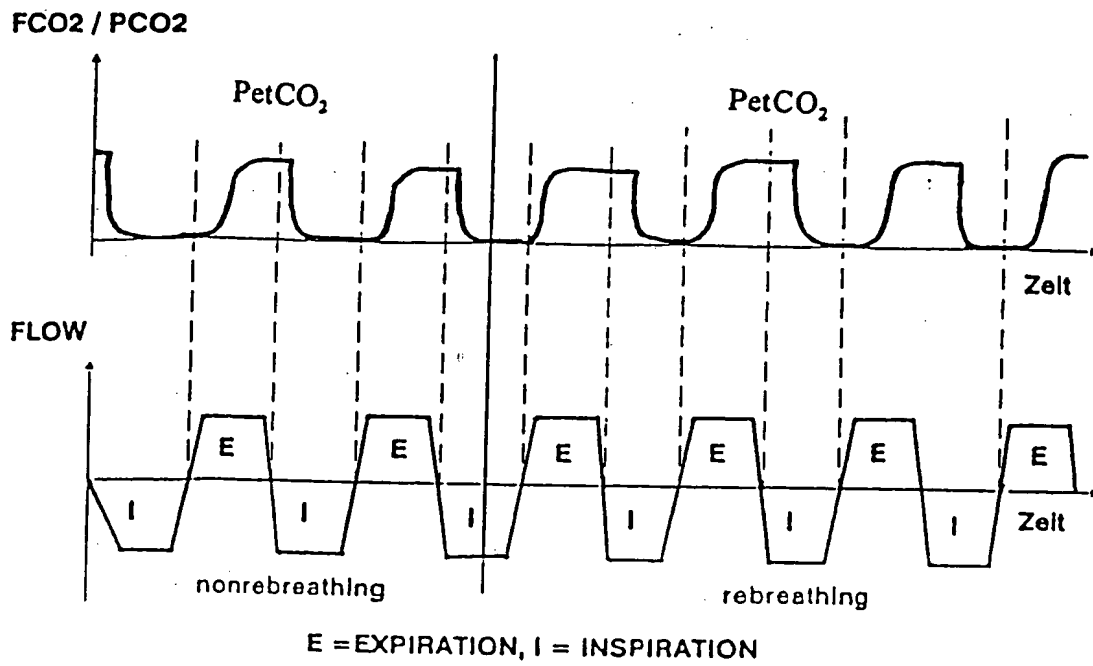 FCO2 / PCO2
PetCO₂ PetCO₂
Zeit
FLOW
E E E E E E
I I I I I I
Zeit
nonrebreathing rebreathing
E = EXPIRATION, I = INSPIRATION